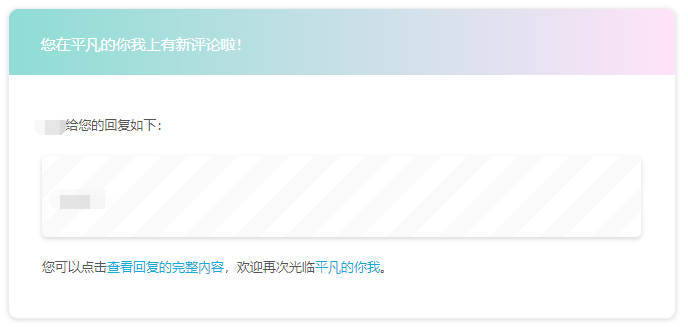 您在平凡的你我上有新评论啦！
给您的回复如下：
您可以点击查看回复的完整内容，欢迎再次光临平凡的你我。